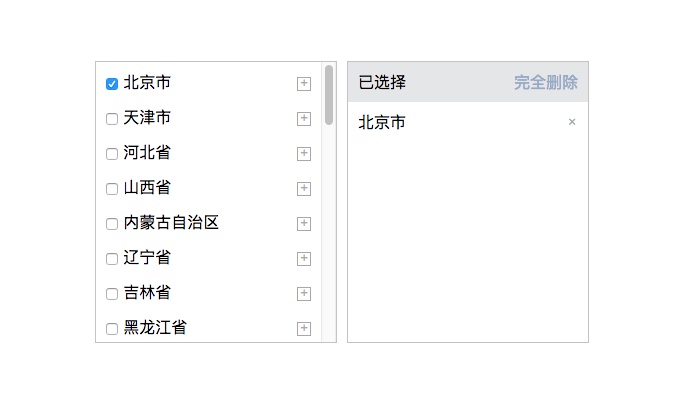 北京市
天津市
河北省
山西省
内蒙古自治区
辽宁省
吉林省
黑龙江省
已选择 完全删除
北京市 ×